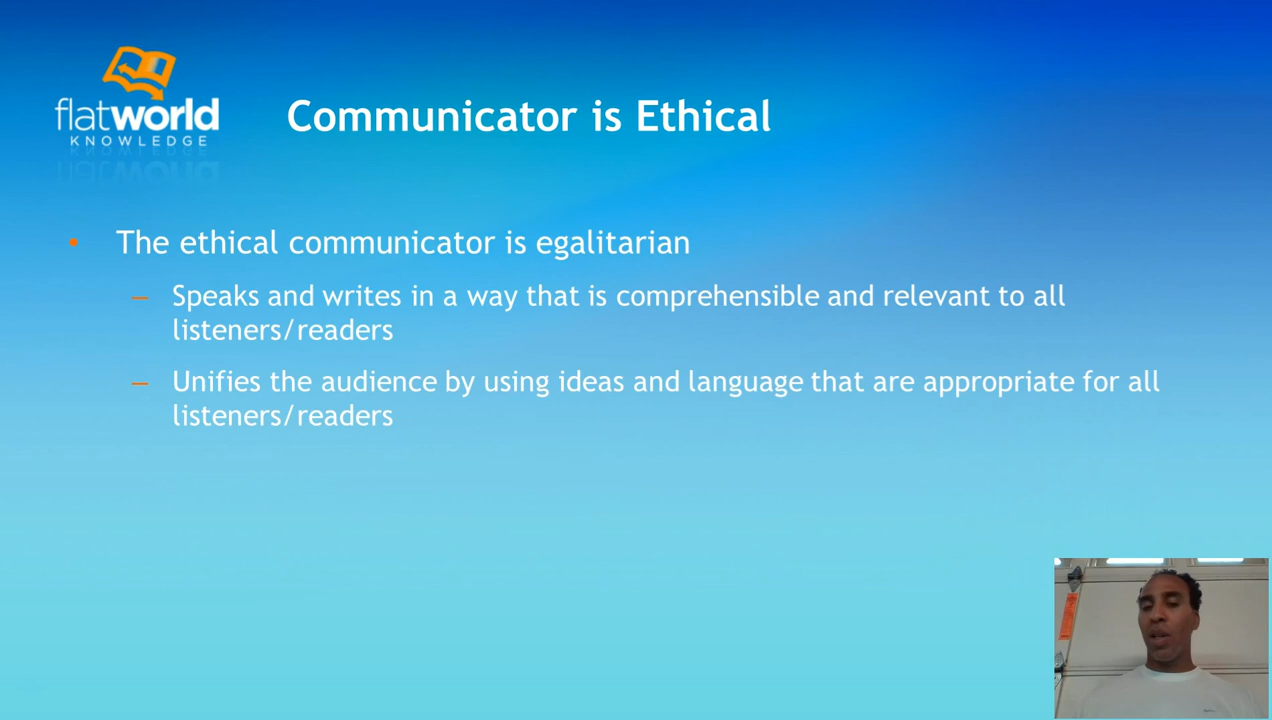 flatworld
KNOWLEDGE
Communicator is Ethical
• The ethical communicator is egalitarian
– Speaks and writes in a way that is comprehensible and relevant to all
listeners/readers
– Unifies the audience by using ideas and language that are appropriate for all
listeners/readers